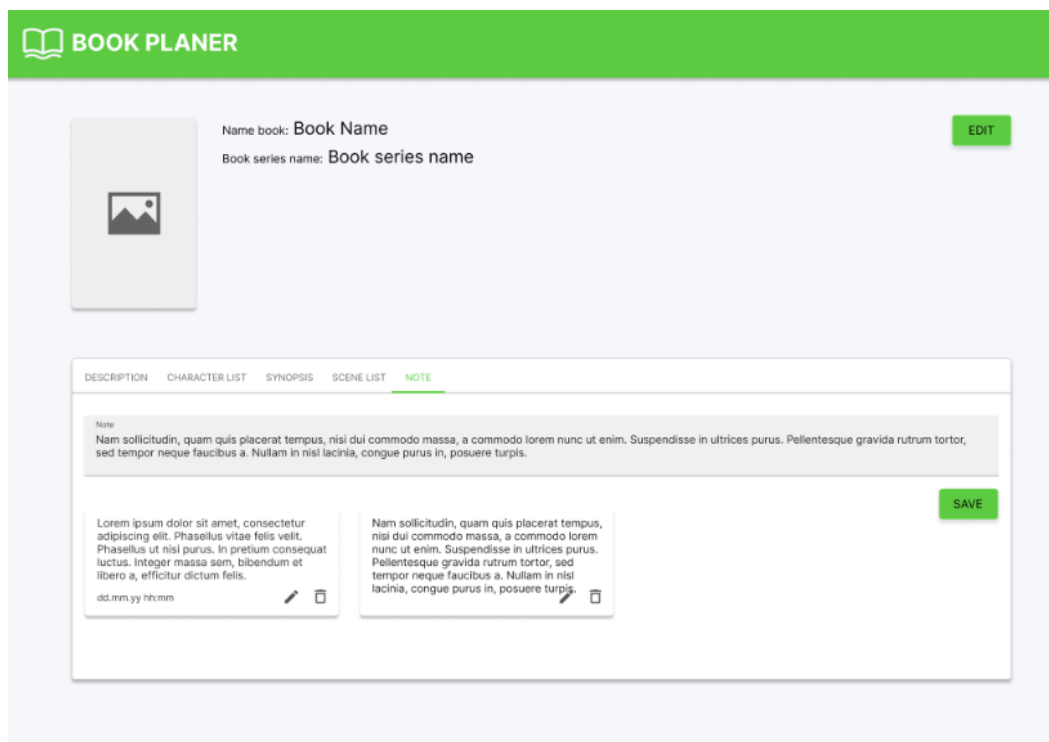 BOOK PLANER
Name book: Book Name
EDIT
Book series name: Book series name
DESCRIPTION CHARACTER LIST SYNOPSIS SCENE LIST NOTE
Note
Nam sollicitudin, quam quis placerat tempus, nisi dui commodo massa, a commodo lorem nunc ut enim. Suspendisse in ultrices purus. Pellentesque gravida rutrum tortor,
sed tempor neque faucibus a. Nullam in nisl lacinia, congue purus in, posuere turpis.
SAVE
Lorem ipsum dolor sit amet, consectetur
adipiscing elit. Phasellus vitae felis velit.
Phasellus ut nisi purus. In pretium consequat
luctus. Integer massa sem, bibendum et
libero a, efficitur dictum felis.
dd.mm.yy hh:mm
Nam sollicitudin, quam quis placerat tempus,
nisi dui commodo massa, a commodo lorem
nunc ut enim. Suspendisse in ultrices purus.
Pellentesque gravida rutrum tortor, sed
tempor neque faucibus a. Nullam in nisl
lacinia, congue purus in, posuere turpis.